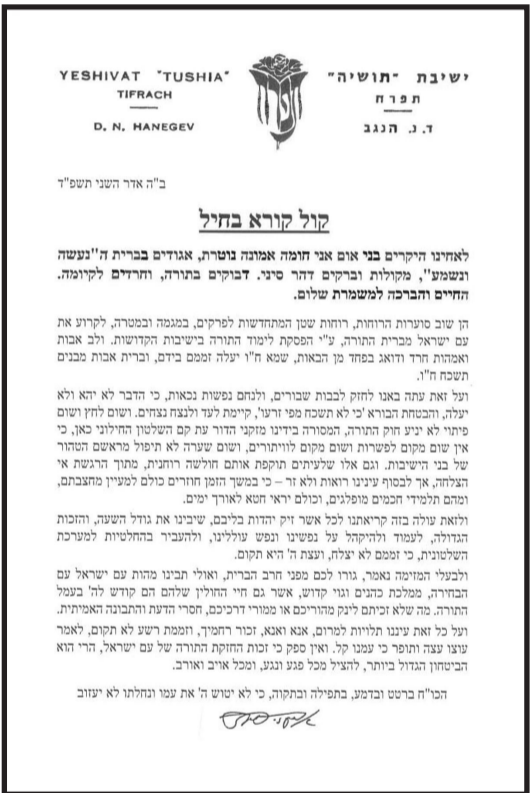 YESHIVAT "TUSHIA"
TIFRACH
D. N. HANEGEV
ישיבת "תושיה"
תפרח
ד. נ. הנגב
ב"ה אדר השני תשפ"ד
קול קורא בחיל
לאחינו היקרים בני אום אני חומה אמונה נוטרת, אגודים בברית ה"נעשה
ונשמע", מקולות וברקים דהר סיני. דבוקים בתורה, וחרדים לקיומה.
החיים והברכה למשמרת שלום.
הן שוב סוערות הרוחות, רוחות שטן המתחדשות לפרקים, במגמה ובמטרה, לקרוע את
עם ישראל מברית התורה, ע"י הפסקת לימוד התורה בישיבות הקדושות. ולב אבות
ואמהות חרד ודואג בפחד מן הבאות, שמא ח"ו יעלה זממם בידם, וברית אבות מבנים
תשכח ח"ו.
ועל זאת עתה באנו לחזק לבבות שבורים, ולנחם נפשות נכאות, כי הדבר לא יהא ולא
יעלה, והבטחת הבורא 'כי לא תשכח מפי זרעו', קיימת לעד ולנצח נצחים. ושום לחץ ושום
פיתוי לא יניע חוק התורה, המסורה בידינו מזקני הדור עת קם השלטון החילוני כאן, כי
אין שום מקום לפשרות ושום מקום לוויתורים, ושום שערה לא תיפול מראשם הטהור
של בני הישיבות. וגם אלו שלעיתים תוקפת אותם חולשה רוחנית, מתוך הרגשת אי
הצלחה, אך לבסוף עינינו רואות ולא זר – כי במשך הזמן חוזרים כולם למעיין מחצבתם,
ומהם תלמידי חכמים מופלגים, וכולם יראי חטא לאורך ימים.
ולזאת עולה בזה קריאתנו לכל אשר זיק יהדות בליבם, שיבינו את גודל השעה, והזכות
הגדולה, לעמוד ולהיקהל על נפשינו ונפש עוללינו, ולהעביר בהחלטיות למערכת
השלטונית, כי זממם לא יצלח, ועצת ה' היא תקום.
ולבעלי המזימה נאמר, גורו לכם מפני חרב הברית, ואולי תבינו מהות עם ישראל עם
הבחירה, ממלכת כהנים וגוי קדוש, אשר גם חיי החולין שלהם הם קודש לה' בעמל
התורה. מה שלא זכיתם לינק מהוריכם או ממורי דרכיכם, חסרי הדעת והתבונה האמיתית.
ועל כל זאת עיננו תלויות למרום, אנא ואנא, זכור רחמיך, וזממת רשע לא תקום, לאמר
עוצו עצה ותופר כי עמנו קל. ואין ספק כי זכות החזקת התורה של עם ישראל, הרי הוא
הביטחון הגדול ביותר, להציל מכל פגע ונגע, ומכל אויב ואורב.
הכו"ח ברטט ובדמע, בתפילה ובתקוה, כי לא יטוש ה' את עמו ונחלתו לא יעזוב